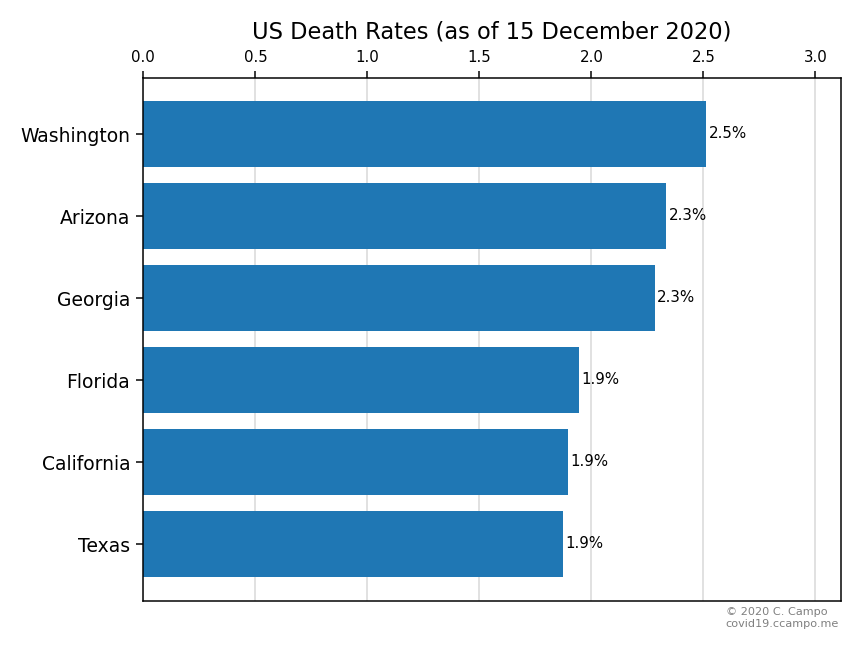 US Death Rates (as of 15 December 2020)
0.0 0.5 1.0 1.5 2.0 2.5 3.0
Washington 2.5%
Arizona 2.3%
Georgia 2.3%
Florida 1.9%
California 1.9%
Texas 1.9%
© 2020 C. Campo
covid19.ccampo.me